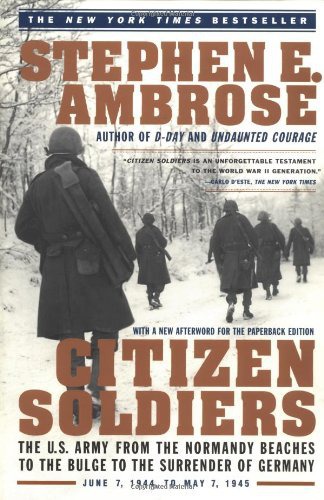 THE NEW YORK TIMES BESTSELLER
STEPHEN E.
AMBROSE
AUTHOR OF D-DAY AND UNDAUNTED COURAGE
"CITIZEN SOLDIERS IS AN UNFORGETTABLE TESTAMENT
TO THE WORLD WAR II GENERATION."
—CARLO D'ESTE, THE NEW YORK TIMES
WITH A NEW AFTERWORD FOR THE PAPERBACK EDITION
CITIZEN
SOLDIERS
THE U.S. ARMY FROM THE NORMANDY BEACHES
TO THE BULGE TO THE SURRENDER OF GERMANY
JUNE 7, 1944, TO MAY 7, 1945